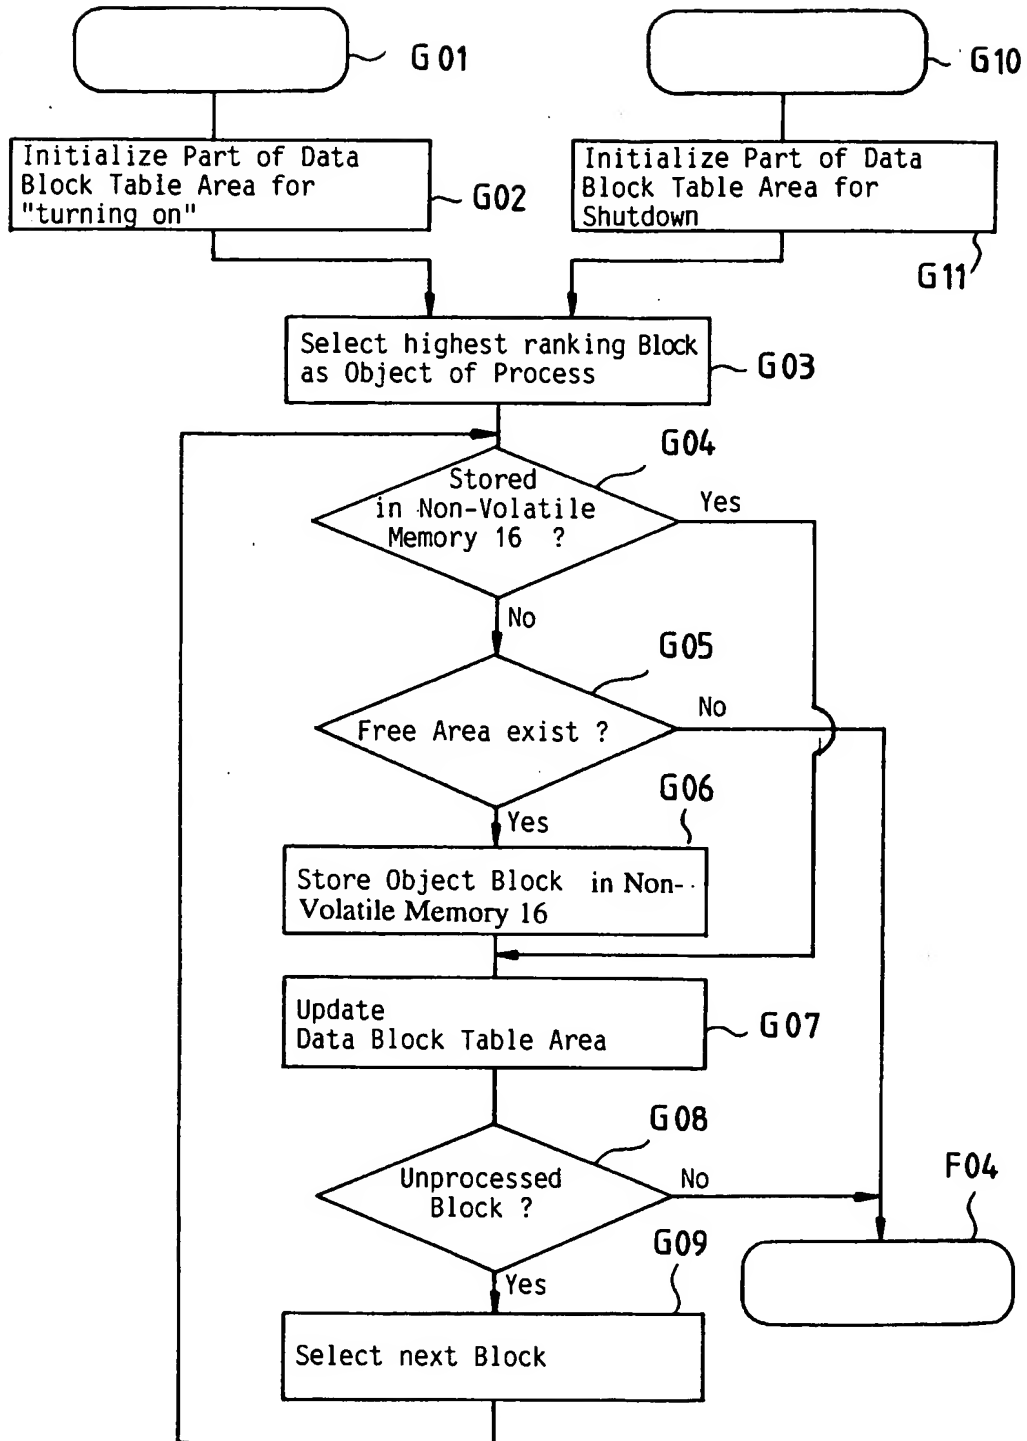 G01
G10
Initialize Part of Data
Block Table Area for
"turning on"
G02
Initialize Part of Data
Block Table Area for
Shutdown
G11
Select highest ranking Block
as Object of Process
G03
G04
Stored
in Non-Volatile
Memory 16 ?
Yes
No
G05
Free Area exist ?
No
G06
Yes
Store Object Block in Non-
Volatile Memory 16
Update
Data Block Table Area
G07
G08
Unprocessed
Block ?
No
F04
G09
Yes
Select next Block